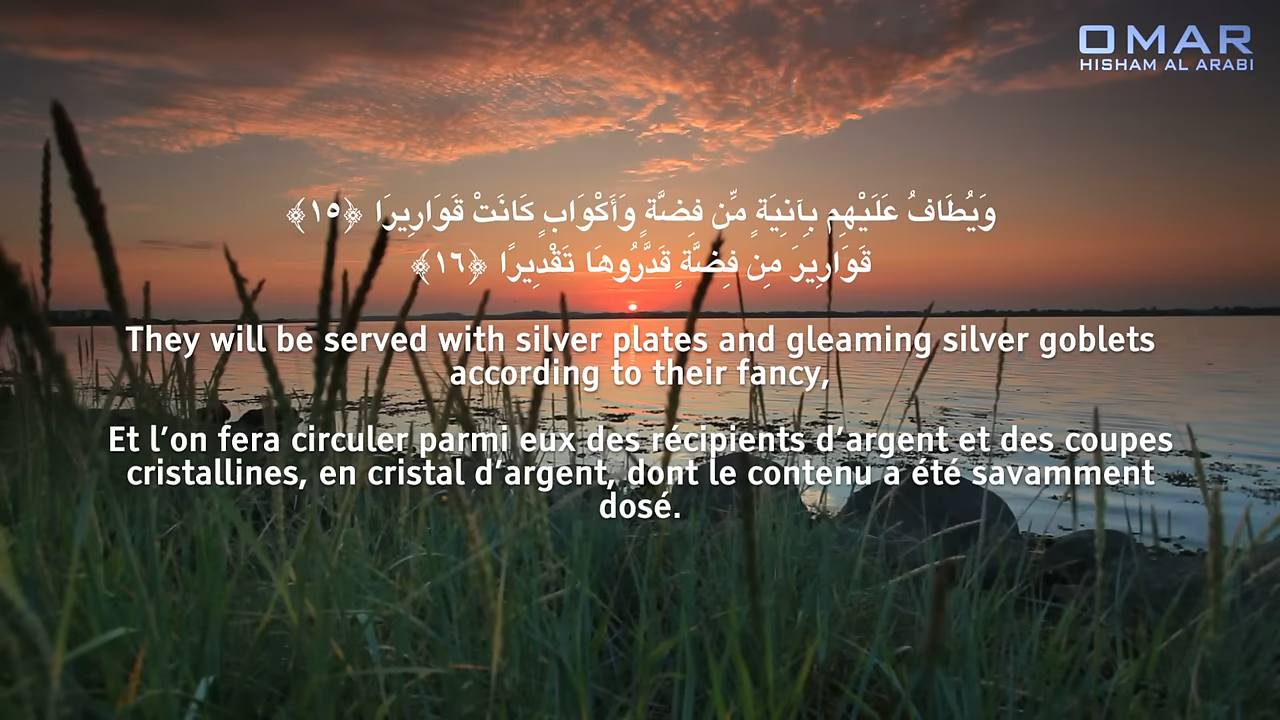 OMAR
HISHAM AL ARABI
وَيُطَافُ عَلَيْهِم بِآنِيَةٍ مِّن فِضَّةٍ وَأَكْوَابٍ كَانَتْ قَوَارِيرَا ﴿١٥﴾
قَوَارِيرَ مِن فِضَّةٍ قَدَّرُوهَا تَقْدِيرًا ﴿١٦﴾
They will be served with silver plates and gleaming silver goblets
according to their fancy,
Et l’on fera circuler parmi eux des récipients d’argent et des coupes
cristallines, en cristal d‘argent, dont le contenu a été savamment
dosé.